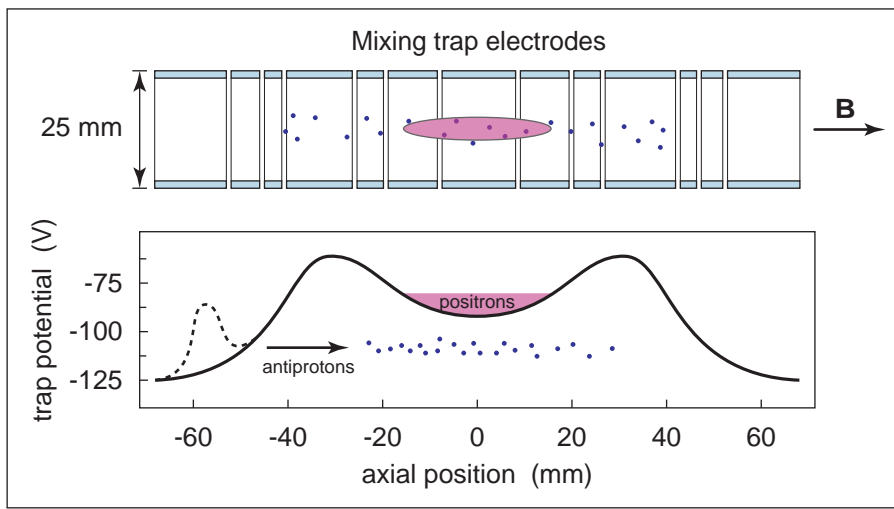 Mixing trap electrodes
25 mm
B
trap potential  (V)
-75
-100
-125
positrons
antiprotons
-60 -40 -20 0 20 40 60
axial position  (mm)